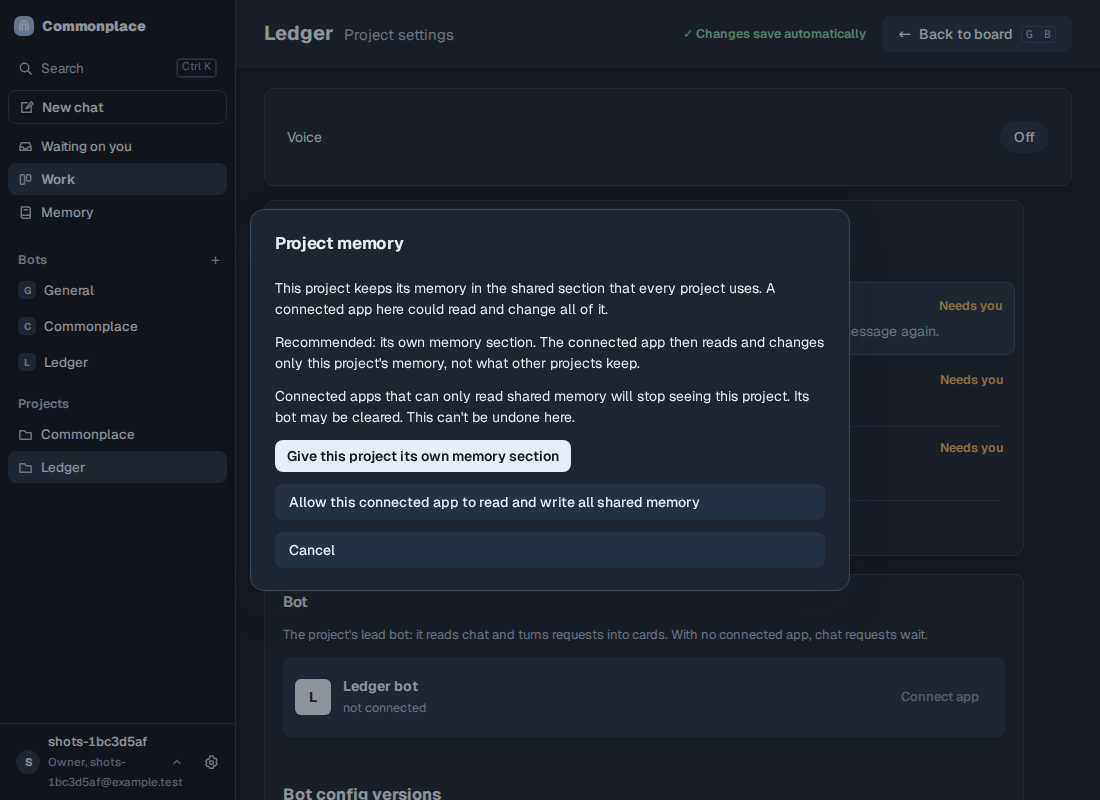 Commonplace
Search Ctrl K
New chat
Waiting on you
Work
Memory
Bots +
G General
C Commonplace
L Ledger
Projects
Commonplace
Ledger
S shots-1bc3d5af
Owner, shots-
1bc3d5af@example.test
Ledger Project settings
✓ Changes save automatically
← Back to board G B
Voice Off
Project memory
This project keeps its memory in the shared section that every project uses. A
connected app here could read and change all of it.
Recommended: its own memory section. The connected app then reads and changes
only this project's memory, not what other projects keep.
Connected apps that can only read shared memory will stop seeing this project. Its
bot may be cleared. This can't be undone here.
Give this project its own memory section
Allow this connected app to read and write all shared memory
Cancel
Needs you
essage again.
Needs you
Needs you
Bot
The project's lead bot: it reads chat and turns requests into cards. With no connected app, chat requests wait.
L Ledger bot
not connected
Connect app
Bot config versions